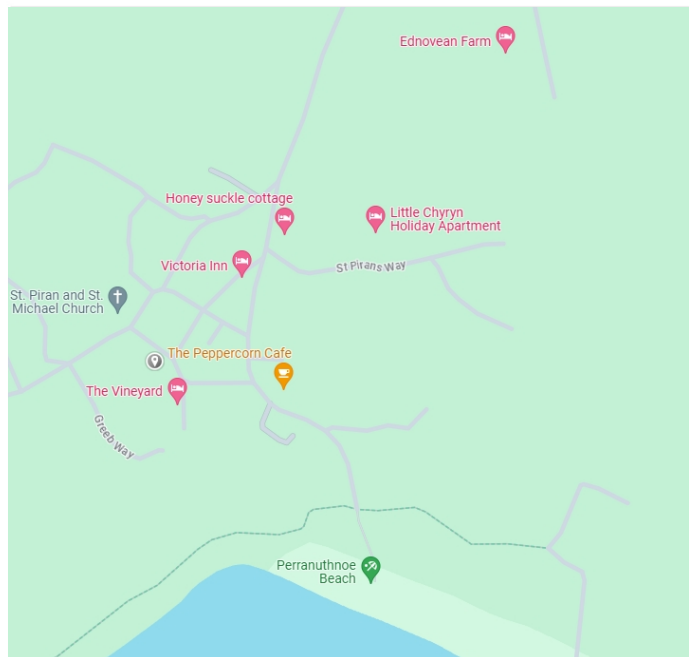 Ednovean Farm
Honey suckle cottage
Little Chyryn
Holiday Apartment
Victoria Inn
St Pirans Way
St. Piran and St.
Michael Church
The Peppercorn Cafe
The Vineyard
Greeb Way
Perranuthnoe
Beach